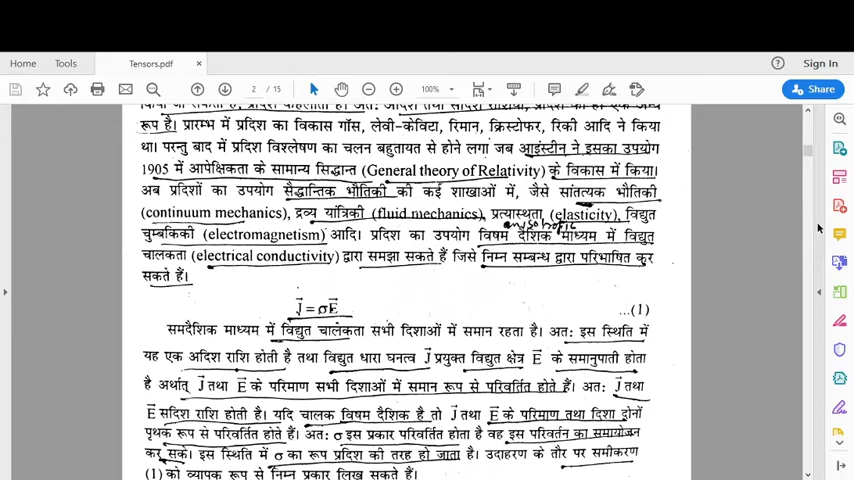 Home Tools Tensors.pdf × Sign In
2 / 15 100% Share
रूप है। प्रारम्भ में प्रदिश का विकास गॉस, लेवी-केविटा, रिमान, क्रिस्टोफर, रिकी आदि ने किया
था। परन्तु बाद में प्रदिश विश्लेषण का चलन बहुतायत से होने लगा जब आइंस्टीन ने इसका उपयोग
1905 में आपेक्षिकता के सामान्य सिद्धान्त (General theory of Relativity) के विकास में किया।
अब प्रदिशों का उपयोग सैद्धान्तिक भौतिकी की कई शाखाओं में, जैसे सांतत्यक भौतिकी
(continuum mechanics), द्रव्य यांत्रिकी (fluid mechanics), प्रत्यास्थता (elasticity), विद्युत
anisotropic
चुम्बकिकी (electromagnetism) आदि। प्रदिश का उपयोग विषम दैशिक माध्यम में विद्युत
चालकता (electrical conductivity) द्वारा समझा सकते हैं जिसे निम्न सम्बन्ध द्वारा परिभाषित कर
सकते हैं।
J⃗ = σE⃗ ...(1)
समदैशिक माध्यम में विद्युत चालकता सभी दिशाओं में समान रहता है। अतः इस स्थिति में
यह एक अदिश राशि होती है तथा विद्युत धारा घनत्व J⃗ प्रयुक्त विद्युत क्षेत्र E⃗ के समानुपाती होता
है अर्थात् J⃗ तथा E⃗ के परिमाण सभी दिशाओं में समान रूप से परिवर्तित होते हैं। अतः J⃗ तथा
E⃗ सदिश राशि होती है। यदि चालक विषम दैशिक है तो J⃗ तथा E⃗ के परिमाण तथा दिशा दोनों
पृथक रूप से परिवर्तित होते हैं। अतः σ इस प्रकार परिवर्तित होता है वह इस परिवर्तन का समायोजन
कर सके। इस स्थिति में σ का रूप प्रदिश की तरह हो जाता है। उदाहरण के तौर पर समीकरण
(1) को व्यापक रूप से निम्न प्रकार लिख सकते हैं।